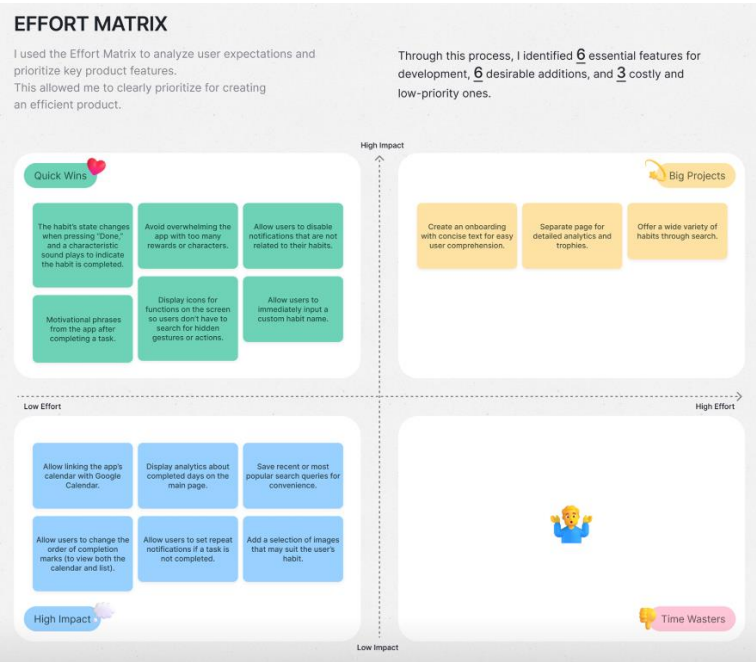 EFFORT MATRIX
I used the Effort Matrix to analyze user expectations and
prioritize key product features.
This allowed me to clearly prioritize for creating
an efficient product.
Through this process, I identified 6 essential features for
development, 6 desirable additions, and 3 costly and
low-priority ones.
High Impact
Quick Wins
The habit's state changes
when pressing "Done,"
and a characteristic
sound plays to indicate
the habit is completed.
Avoid overwhelming the
app with too many
rewards or characters.
Allow users to disable
notifications that are not
related to their habits.
Motivational phrases
from the app after
completing a task.
Display icons for
functions on the screen
so users don't have to
search for hidden
gestures or actions.
Allow users to
immediately input a
custom habit name.
Big Projects
Create an onboarding
with concise text for easy
user comprehension.
Separate page for
detailed analytics and
trophies.
Offer a wide variety of
habits through search.
Low Effort
High Effort
Allow linking the app's
calendar with Google
Calendar.
Display analytics about
completed days on the
main page.
Save recent or most
popular search queries for
convenience.
Allow users to change the
order of completion
marks (to view both the
calendar and list).
Allow users to set repeat
notifications if a task is
not completed.
Add a selection of images
that may suit the user's
habit.
High Impact
Time Wasters
Low Impact